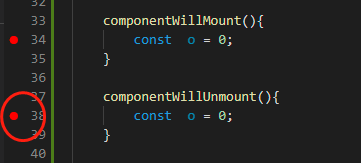 32
33 componentWillMount(){
34 const o = 0;
35 }
36
37 componentWillUnmount(){
38 const o = 0;
39 }
40